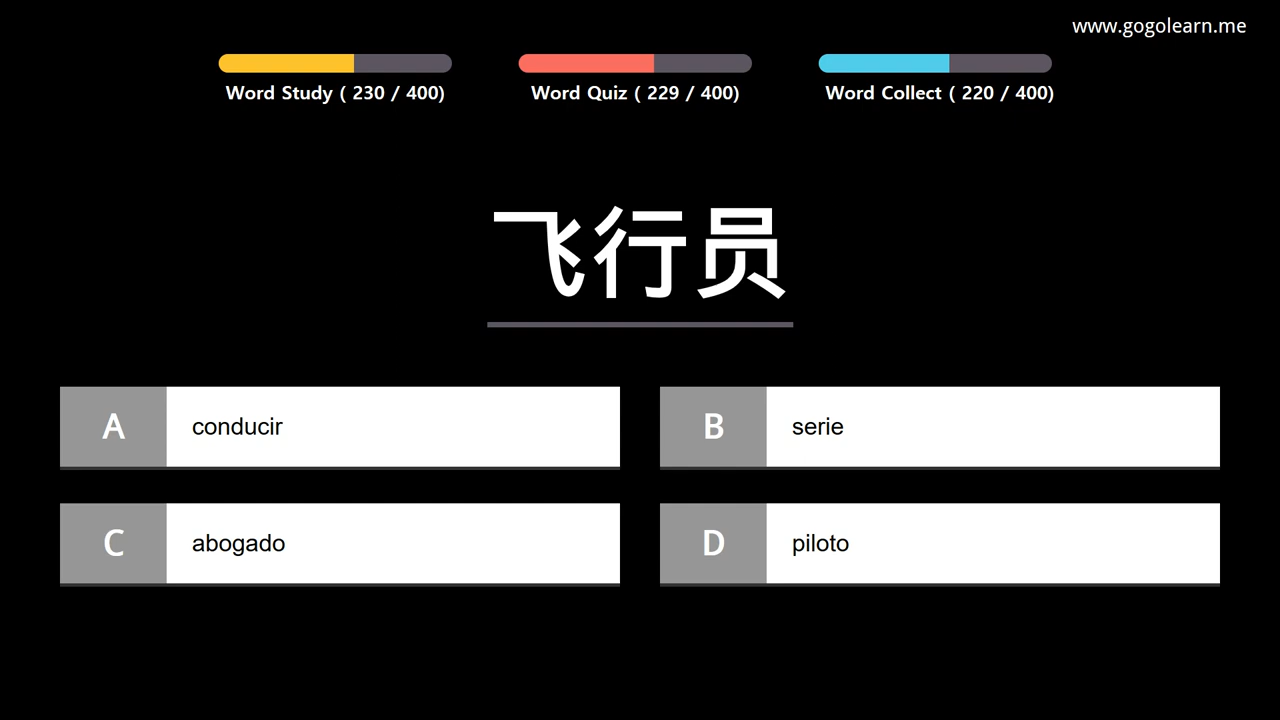 www.gogolearn.me
Word Study ( 230 / 400)
Word Quiz ( 229 / 400)
Word Collect ( 220 / 400)
飞行员
A conducir
B serie
C abogado
D piloto